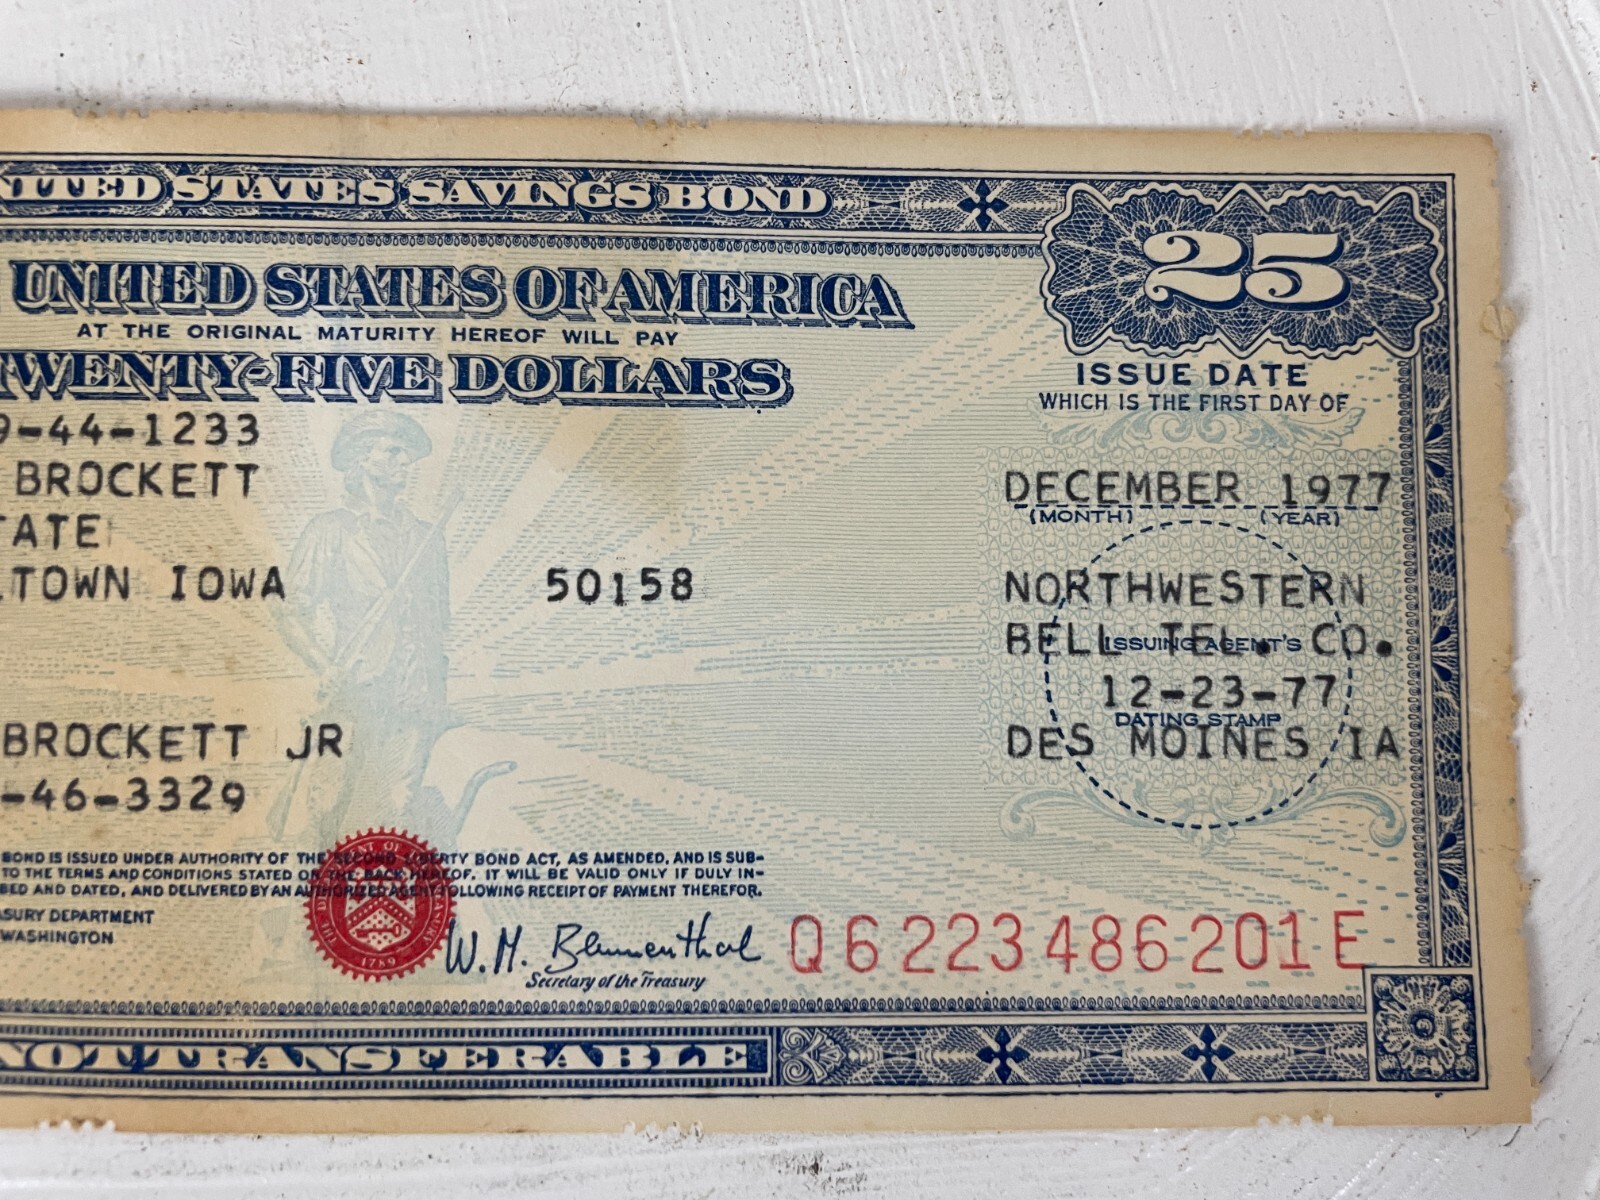 UNITED STATES SAVINGS BOND
25
UNITED STATES OF AMERICA
AT THE ORIGINAL MATURITY HEREOF WILL PAY
TWENTY-FIVE DOLLARS
ISSUE DATE
WHICH IS THE FIRST DAY OF
9-44-1233
BROCKETT
TATE
LTOWN IOWA 50158
DECEMBER 1977
(MONTH) (YEAR)
NORTHWESTERN
BELL TEL. CO.
ISSUING AGENT'S
12-23-77
DATING STAMP
DES MOINES IA
BROCKETT JR
-46-3329
BOND IS ISSUED UNDER AUTHORITY OF THE SECOND LIBERTY BOND ACT, AS AMENDED, AND IS SUB-
TO THE TERMS AND CONDITIONS STATED ON THE BACK HEREOF. IT WILL BE VALID ONLY IF DULY IN-
BED AND DATED, AND DELIVERED BY AN AUTHORIZED AGENT FOLLOWING RECEIPT OF PAYMENT THEREFOR.
ASURY DEPARTMENT
WASHINGTON
1789
W. M. Blumenthal
Secretary of the Treasury
Q6223486201E
NOT TRANSFERABLE